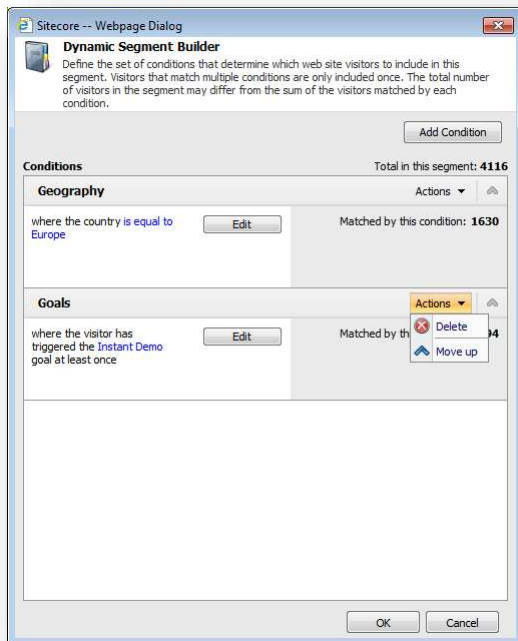 Sitecore -- Webpage Dialog
Dynamic Segment Builder
Define the set of conditions that determine which web site visitors to include in this
segment. Visitors that match multiple conditions are only included once. The total number
of visitors in the segment may differ from the sum of the visitors matched by each
condition.
Add Condition
Conditions Total in this segment: 4116
Geography Actions
where the country is equal to Edit Matched by this condition: 1630
Europe
Goals Actions
where the visitor has Edit Matched by th 94
triggered the Instant Demo
goal at least once
Delete
Move up
OK Cancel